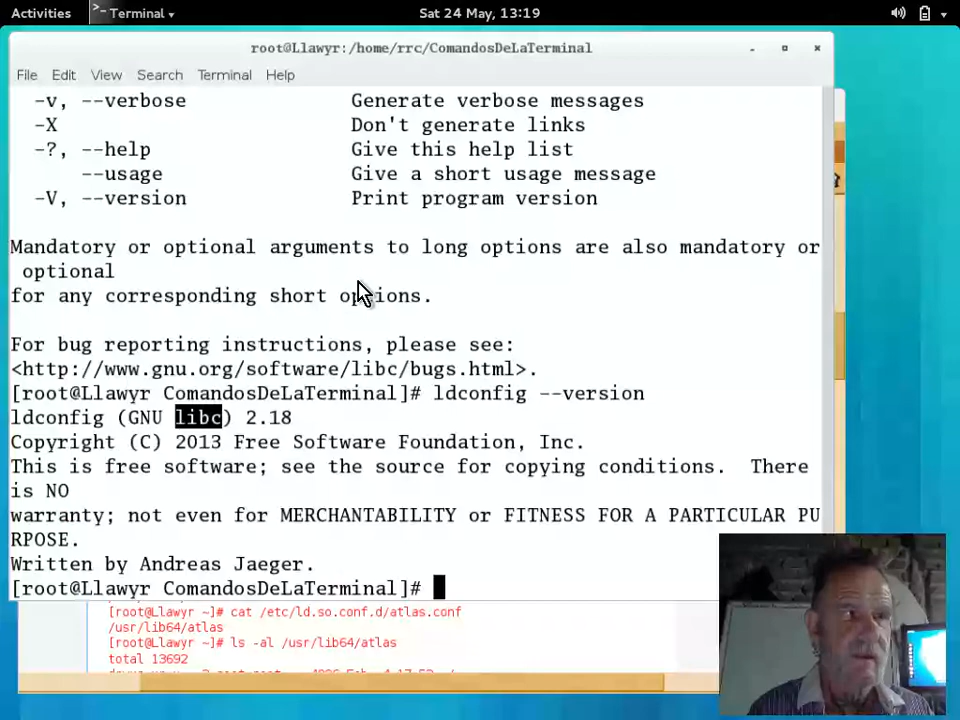 Activities
Terminal
Sat 24 May, 13:19
root@Llawyr:/home/rrc/ComandosDeLaTerminal
File Edit View Search Terminal Help
-v, --verbose Generate verbose messages
-X Don't generate links
-?, --help Give this help list
--usage Give a short usage message
-V, --version Print program version
Mandatory or optional arguments to long options are also mandatory or
optional
for any corresponding short options.
For bug reporting instructions, please see:
<http://www.gnu.org/software/libc/bugs.html>.
[root@Llawyr ComandosDeLaTerminal]# ldconfig --version
ldconfig (GNU libc) 2.18
Copyright (C) 2013 Free Software Foundation, Inc.
This is free software; see the source for copying conditions.  There
is NO
warranty; not even for MERCHANTABILITY or FITNESS FOR A PARTICULAR PU
RPOSE.
Written by Andreas Jaeger.
[root@Llawyr ComandosDeLaTerminal]#
[root@Llawyr ~]# cat /etc/ld.so.conf.d/atlas.conf
/usr/lib64/atlas
[root@Llawyr ~]# ls -al /usr/lib64/atlas
total 13692